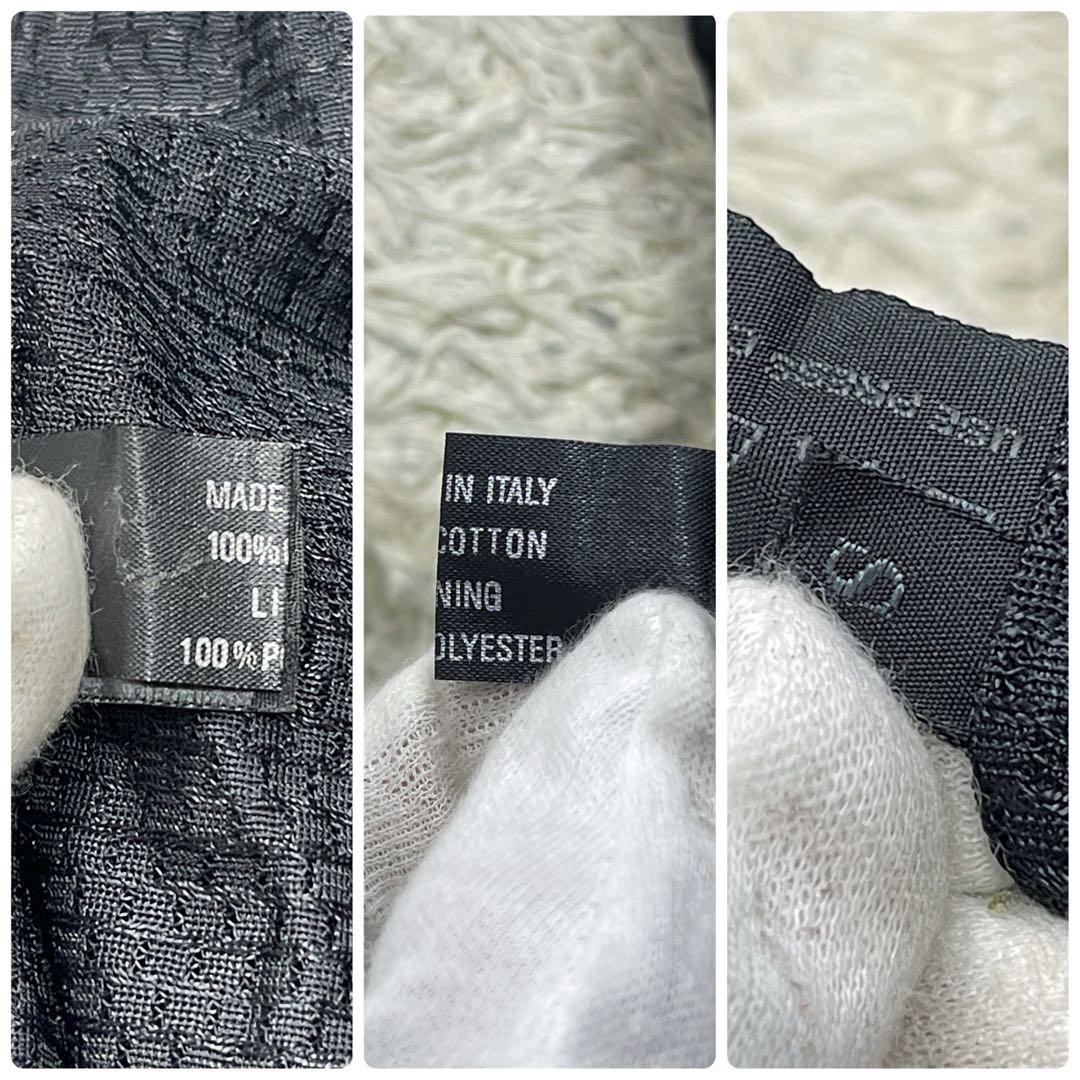 MADE
100%
LI
100%P
IN ITALY
COTTON
NING
OLYESTER
S